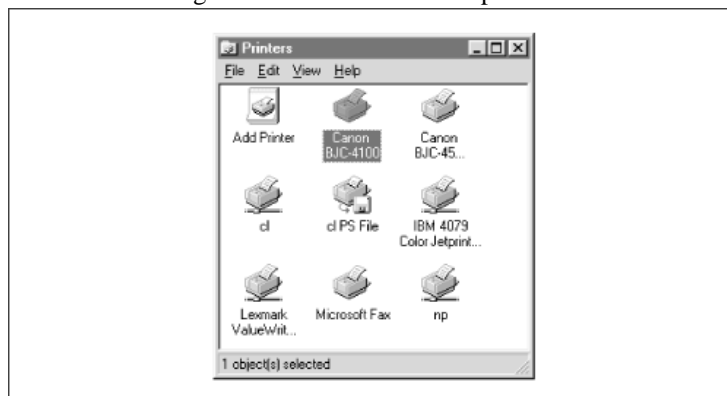 Printers
File Edit View Help
Add Printer
Canon
BJC-4100
Canon
BJC-45...
cl
cl PS File
IBM 4079
Color Jetprint...
Lexmark
ValueWrit...
Microsoft Fax
np
1 object(s) selected